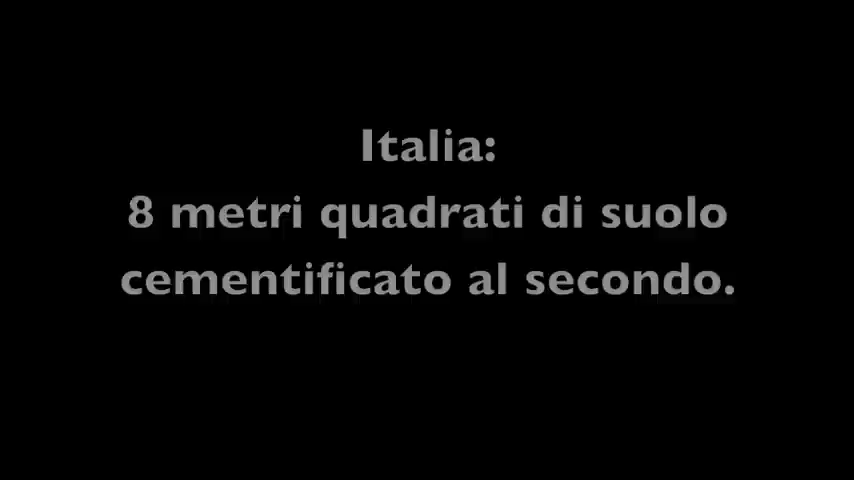 Italia:
8 metri quadrati di suolo
cementificato al secondo.